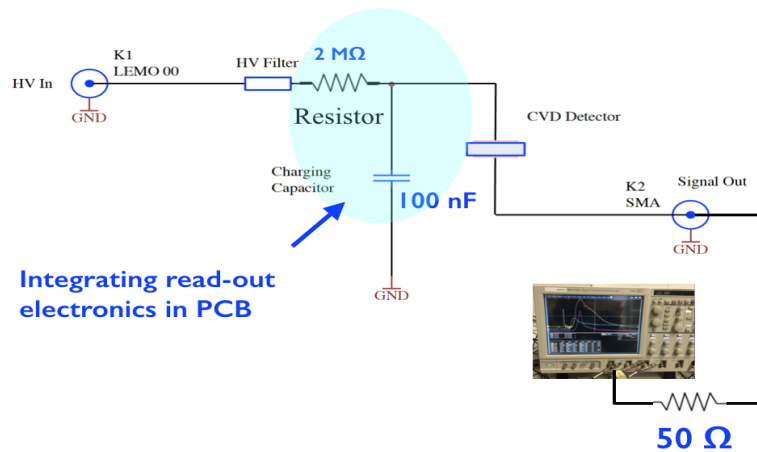 K1
LEMO 00
HV In
GND
HV Filter
2 MΩ
Resistor
CVD Detector
Charging
Capacitor
100 nF
K2
SMA
Signal Out
GND
GND
Integrating read-out
electronics in PCB
50 Ω